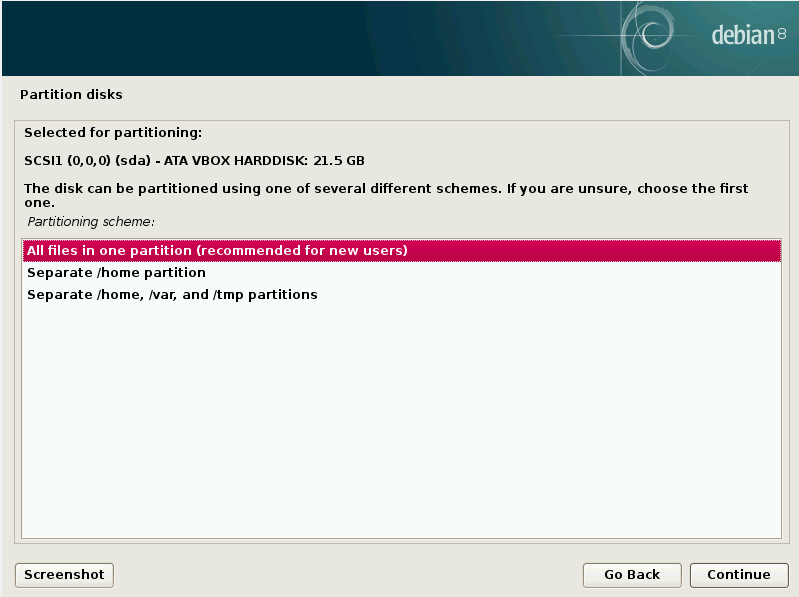 debian 8
Partition disks
Selected for partitioning:
SCSI1 (0,0,0) (sda) - ATA VBOX HARDDISK: 21.5 GB
The disk can be partitioned using one of several different schemes. If you are unsure, choose the first
one.
Partitioning scheme:
All files in one partition (recommended for new users)
Separate /home partition
Separate /home, /var, and /tmp partitions
Screenshot
Go Back
Continue